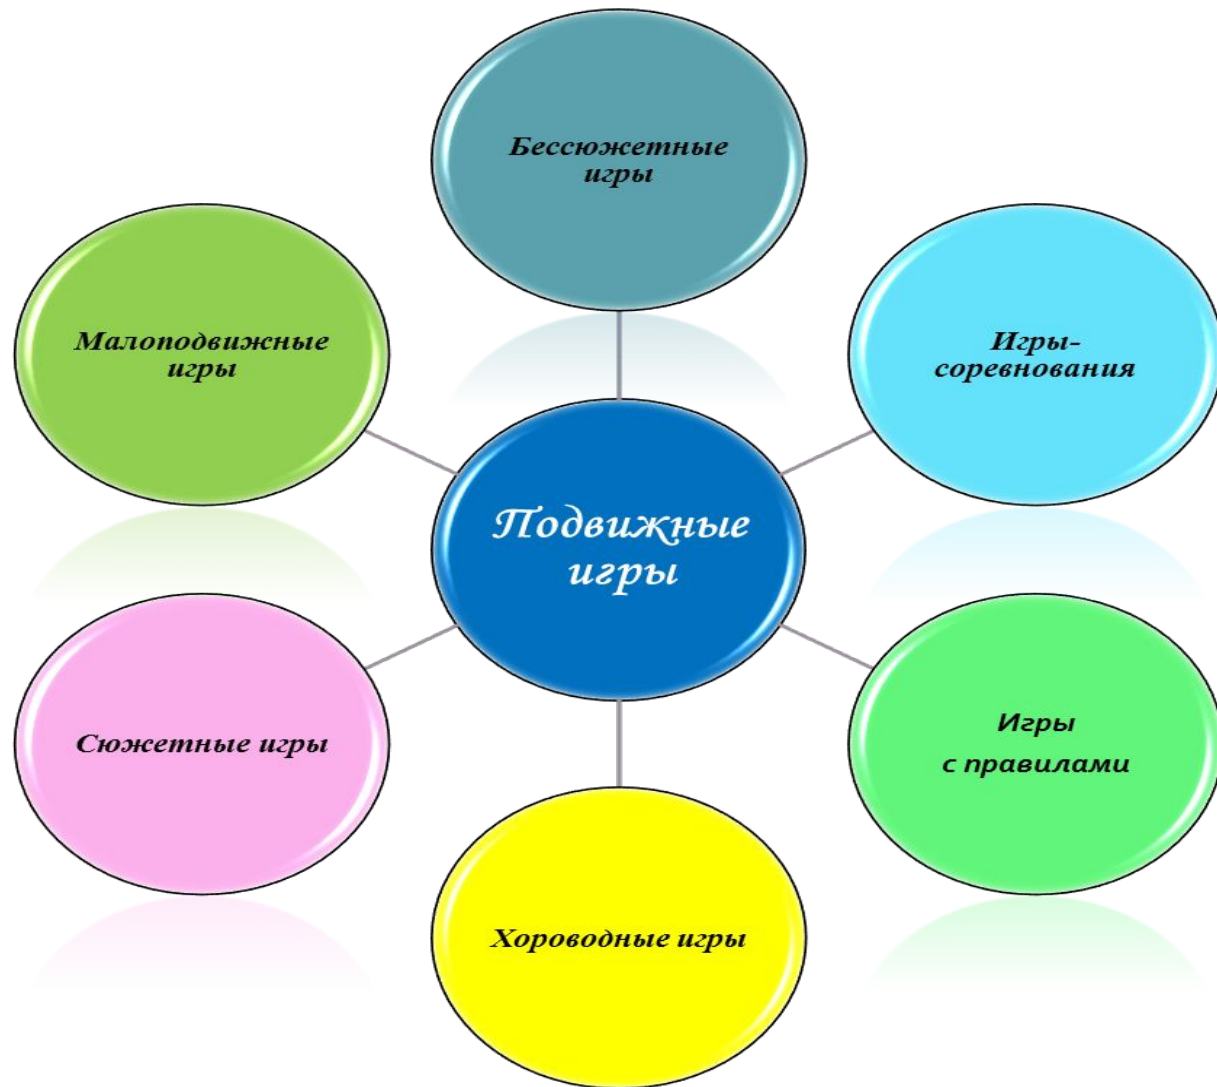 Бессюжетные
игры
Малоподвижные
игры
Игры-
соревнования
Подвижные
игры
Сюжетные игры
Игры
с правилами
Хороводные игры